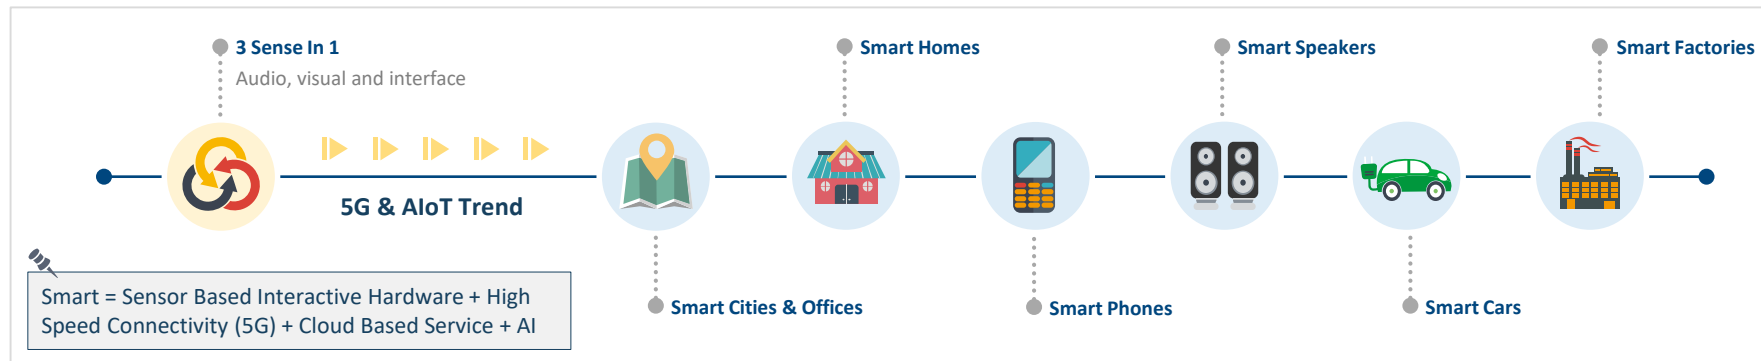 3 Sense In 1
Audio, visual and interface
Smart Homes
Smart Speakers
Smart Factories
5G & AIoT Trend
Smart = Sensor Based Interactive Hardware + High
Speed Connectivity (5G) + Cloud Based Service + AI
Smart Cities & Offices
Smart Phones
Smart Cars